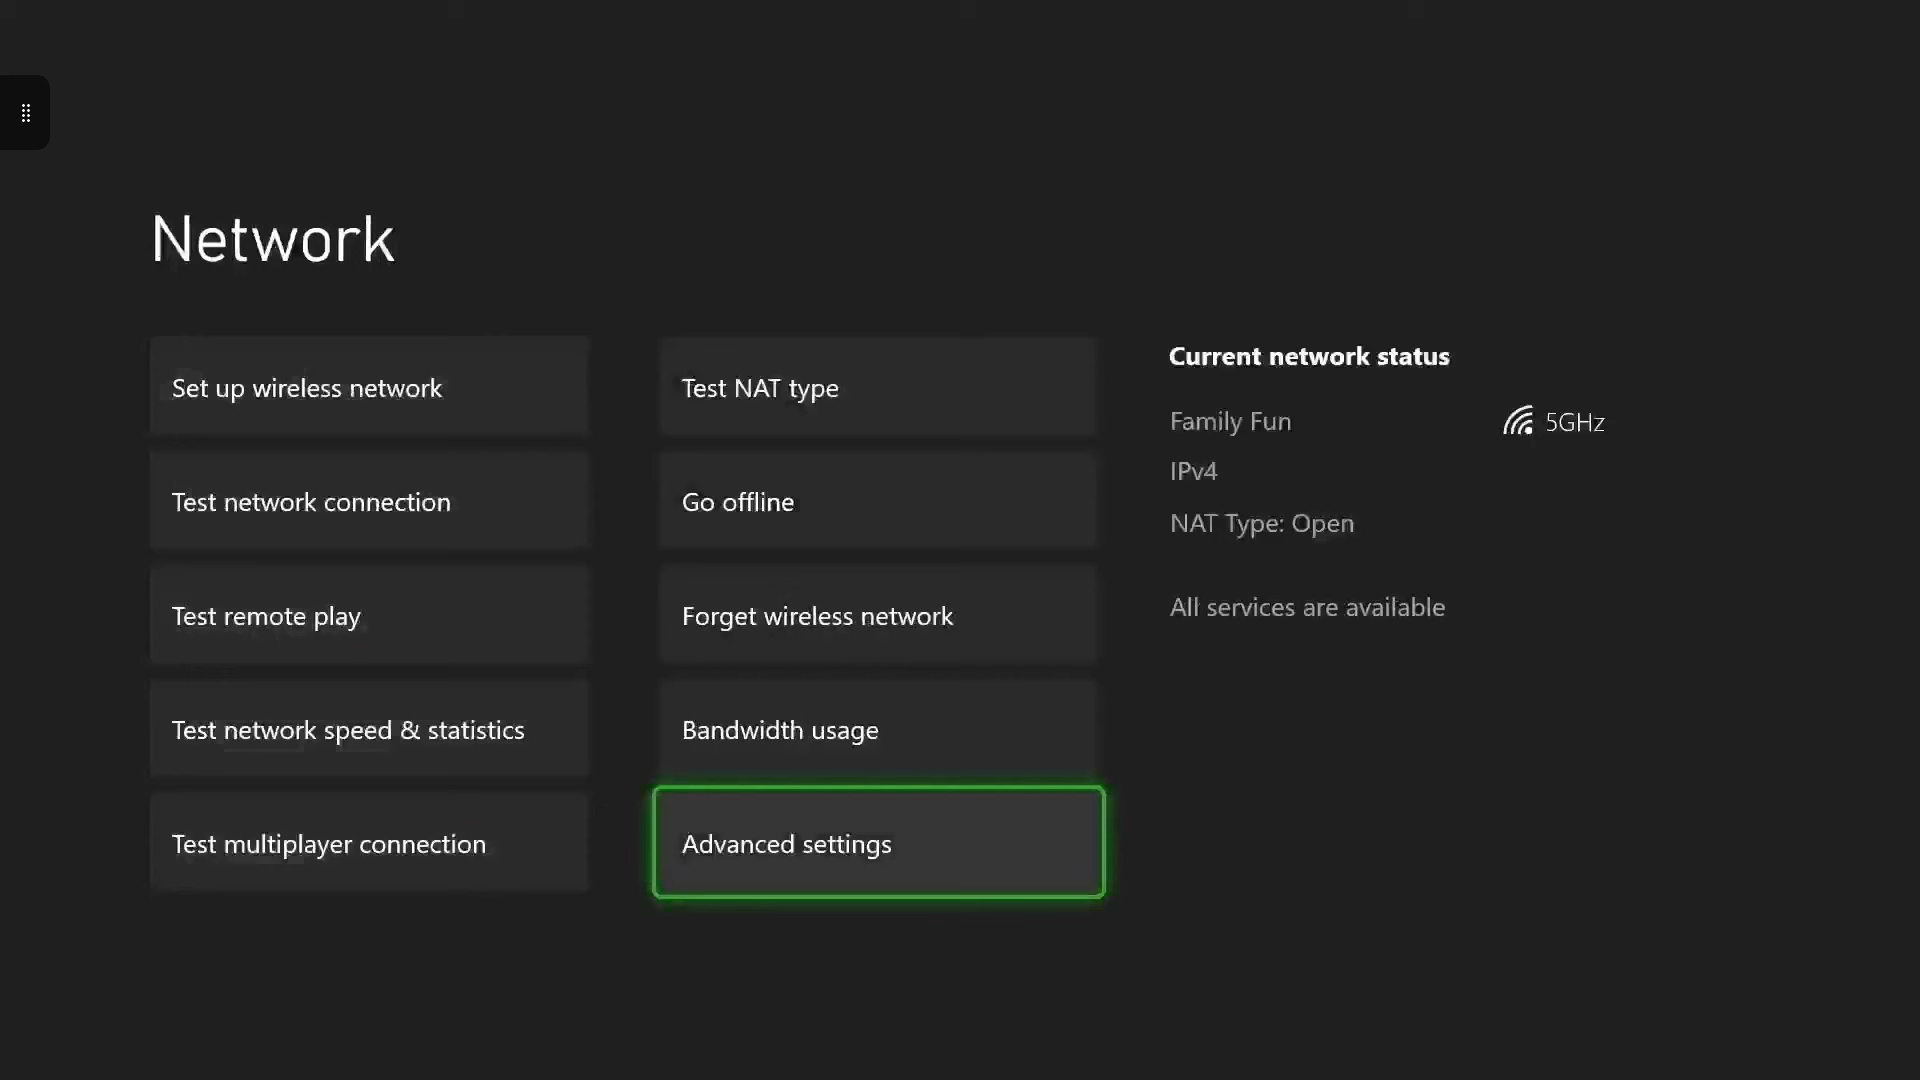 Network
Set up wireless network
Test network connection
Test remote play
Test network speed & statistics
Test multiplayer connection
Test NAT type
Go offline
Forget wireless network
Bandwidth usage
Advanced settings
Current network status
Family Fun 5GHz
IPv4
NAT Type: Open
All services are available